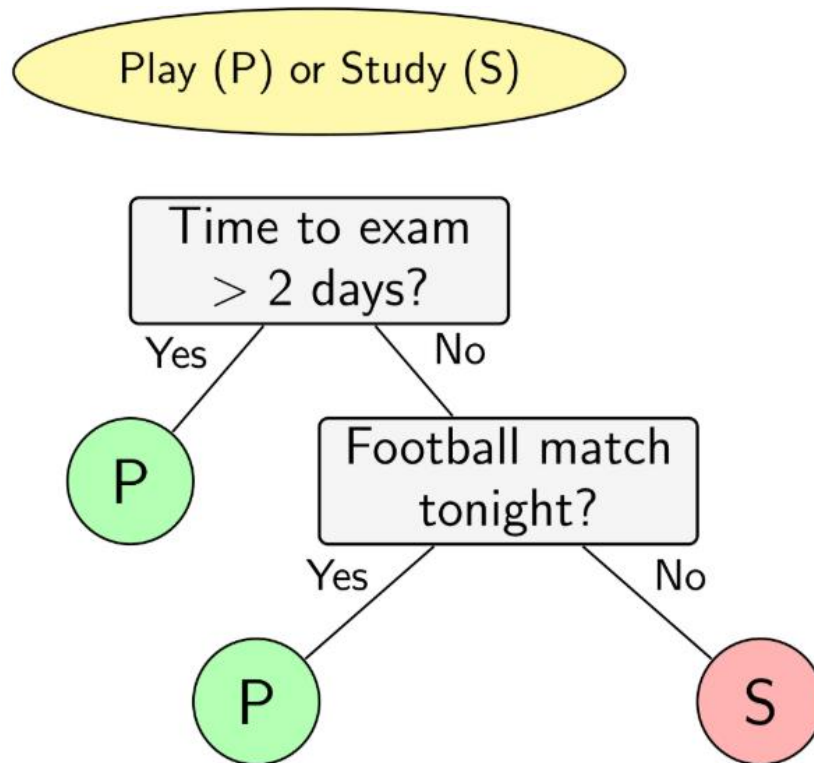 Play (P) or Study (S)
Time to exam
> 2 days?
Yes
No
P
Football match
tonight?
Yes
No
P
S